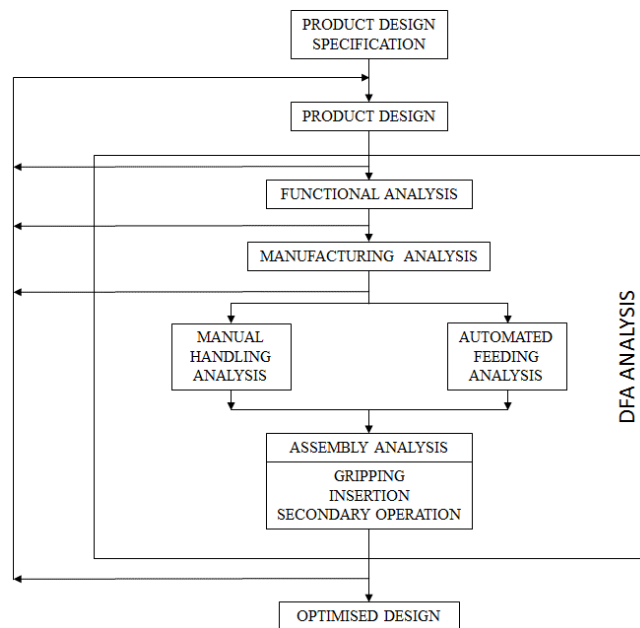 PRODUCT DESIGN
SPECIFICATION
PRODUCT DESIGN
FUNCTIONAL ANALYSIS
MANUFACTURING ANALYSIS
MANUAL
HANDLING
ANALYSIS
AUTOMATED
FEEDING
ANALYSIS
DFA ANALYSIS
ASSEMBLY ANALYSIS
GRIPPING
INSERTION
SECONDARY OPERATION
OPTIMISED DESIGN